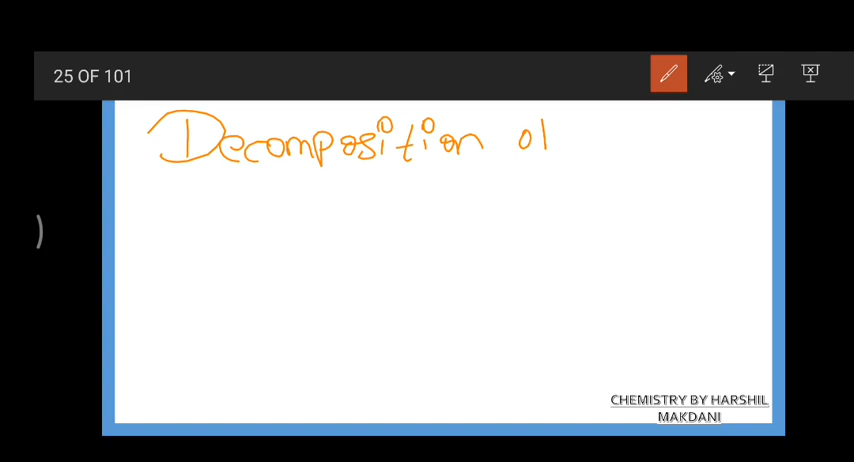 25 OF 101
Decomposition
CHEMISTRY BY HARSHIL
MAKDANI